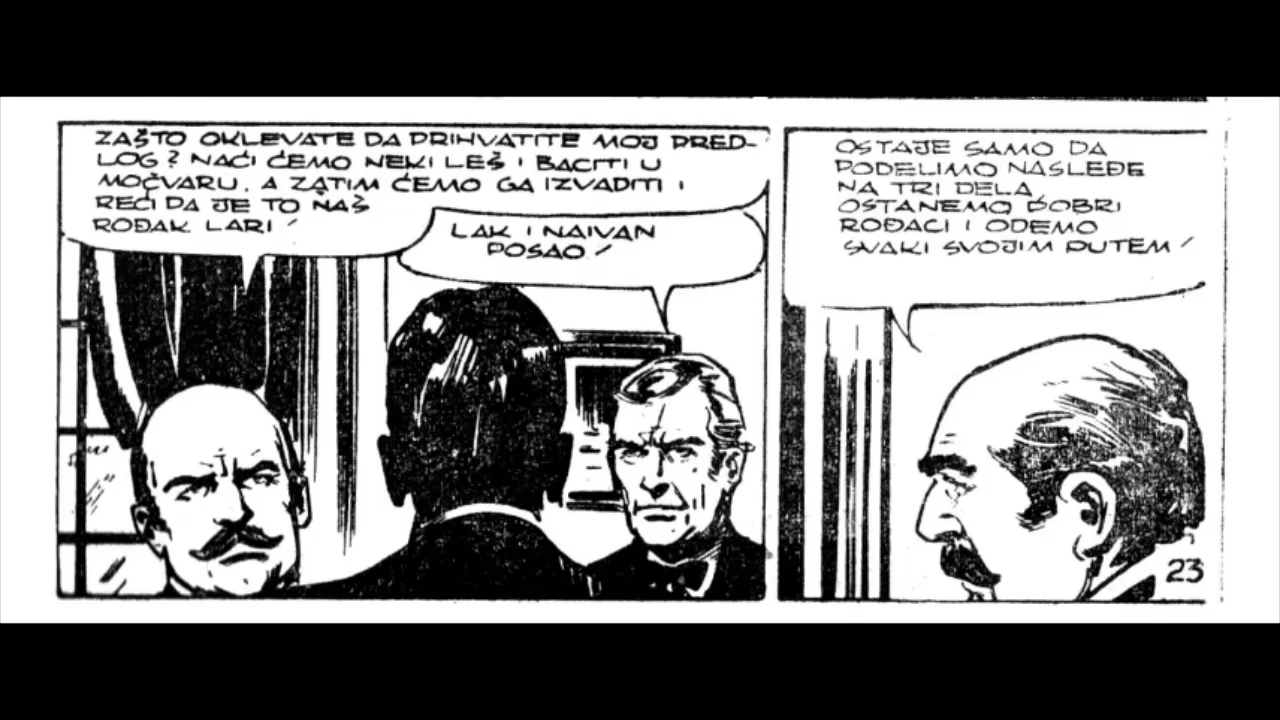 ZAŠTO OKLEVATE DA PRIHVATITE MOJ PRED-
LOG? NAĆI ĆEMO NEKI LEŠ I BACITI U
MOČVARU, A ZATIM ĆEMO GA IZVADITI I
REĆI DA JE TO NAŠ
ROĐAK LARI!
LAK I NAIVAN
POSAO!
OSTAJE SAMO DA
PODELIMO NASLEĐE
NA TRI DELA,
OSTANEMO DOBRI
ROĐACI I ODEMO
SVAKI SVOJIM PUTEM!
23